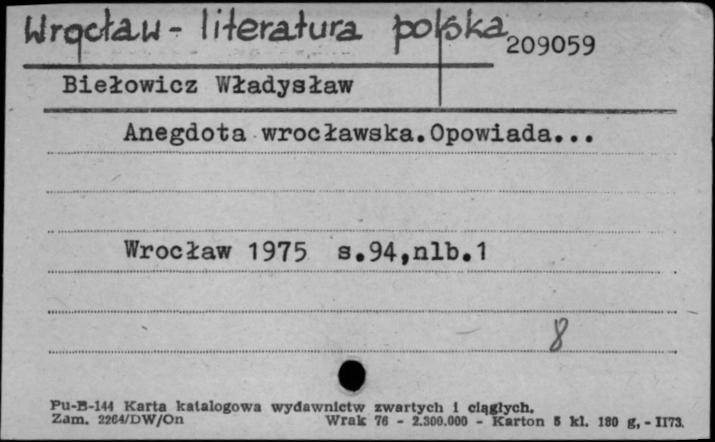 Wrocław - literatura polska 209059
Biełowicz Władysław
Anegdota wrocławska.Opowiada...
Wrocław 1975 s.94,nlb.1
8
Pu-B-144 Karta katalogowa wydawnictw zwartych i ciągłych.
Zam. 2264/DW/On Wrak 76 - 2.300.000 - Karton 5 kl. 180 g, - II73.